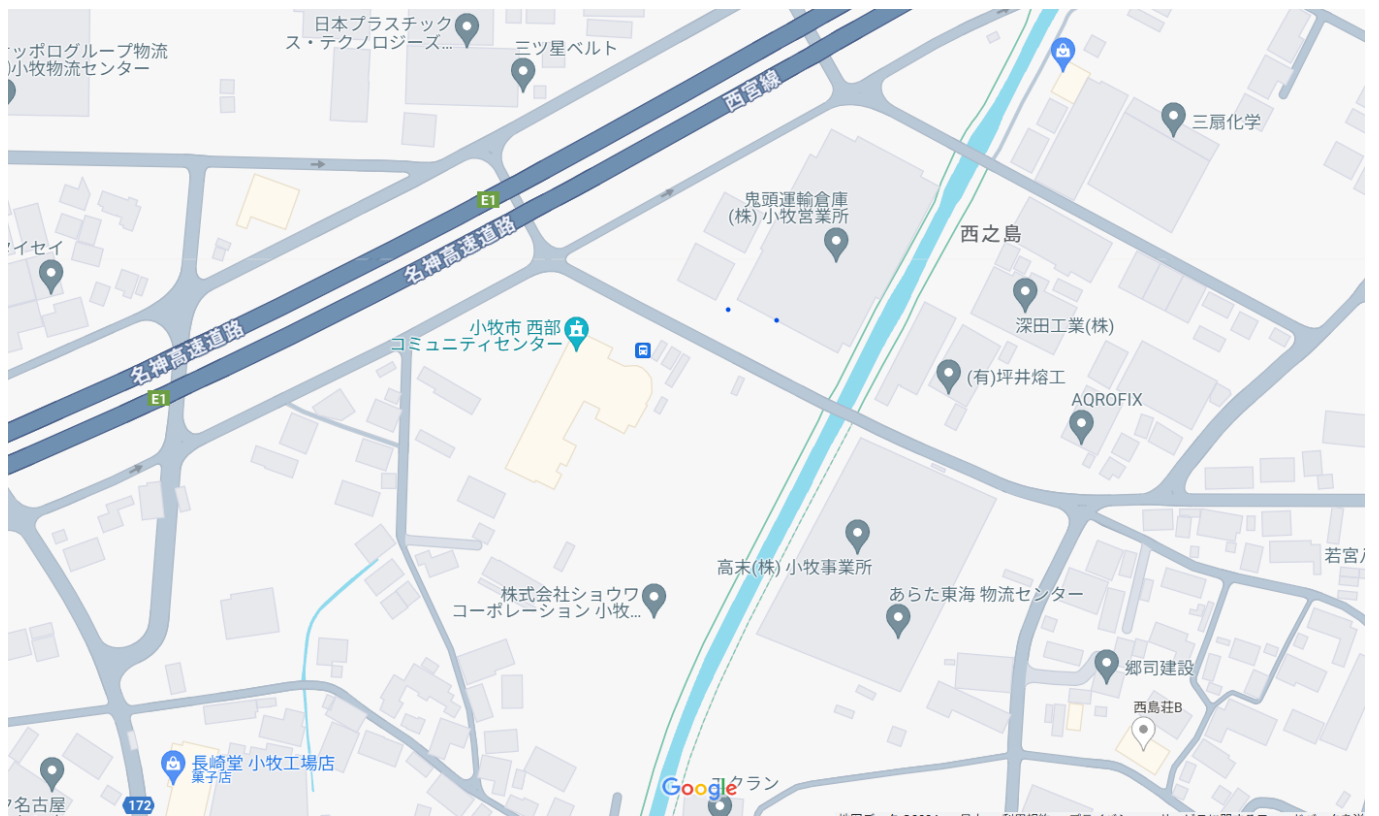 日本プラスチック
ス・テクノロジーズ...
三ツ星ベルト
ッポログループ物流
小牧物流センター
西宮線
三扇化学
E1
鬼頭運輸倉庫
(株) 小牧営業所
名神高速道路
西之島
イセイ
小牧市 西部
コミュニティセンター
深田工業(株)
名神高速道路
(有)坪井熔工
E1
AQROFIX
高末(株) 小牧事業所
若宮八
株式会社ショウワ
コーポレーション 小牧...
あらた東海 物流センター
郷司建設
西島荘B
長崎堂 小牧工場店
菓子店
Google
クラン
名古屋
172